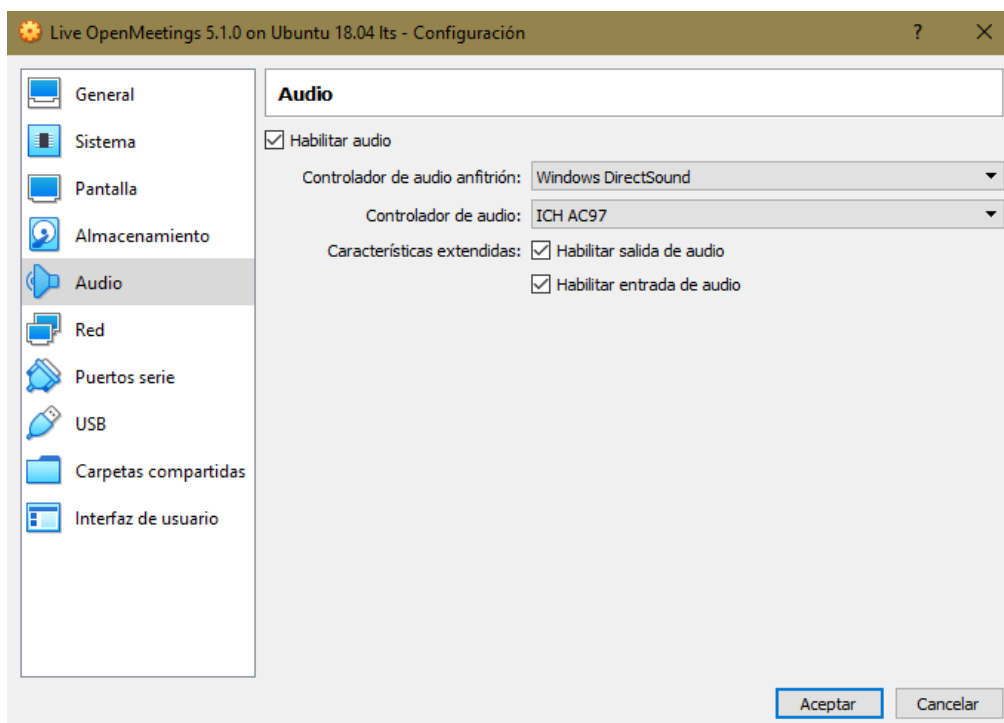 Live OpenMeetings 5.1.0 on Ubuntu 18.04 lts - Configuración
?
General
Sistema
Pantalla
Almacenamiento
Audio
Red
Puertos serie
USB
Carpetas compartidas
Interfaz de usuario
Audio
Habilitar audio
Controlador de audio anfitrión: Windows DirectSound
Controlador de audio: ICH AC97
Características extendidas: Habilitar salida de audio
Habilitar entrada de audio
Aceptar Cancelar